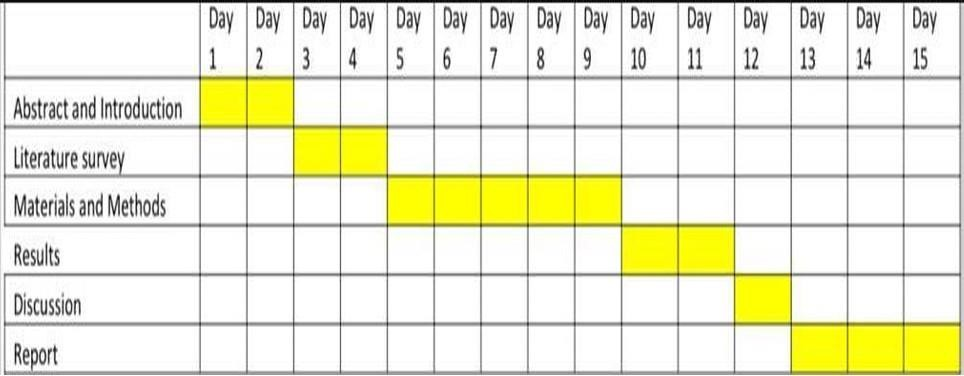 Day Day Day Day Day Day Day Day Day Day Day Day Day Day Day
1 2 3 4 5 6 7 8 9 10 11 12 13 14 15
Abstract and Introduction
Literature survey
Materials and Methods
Results
Discussion
Report